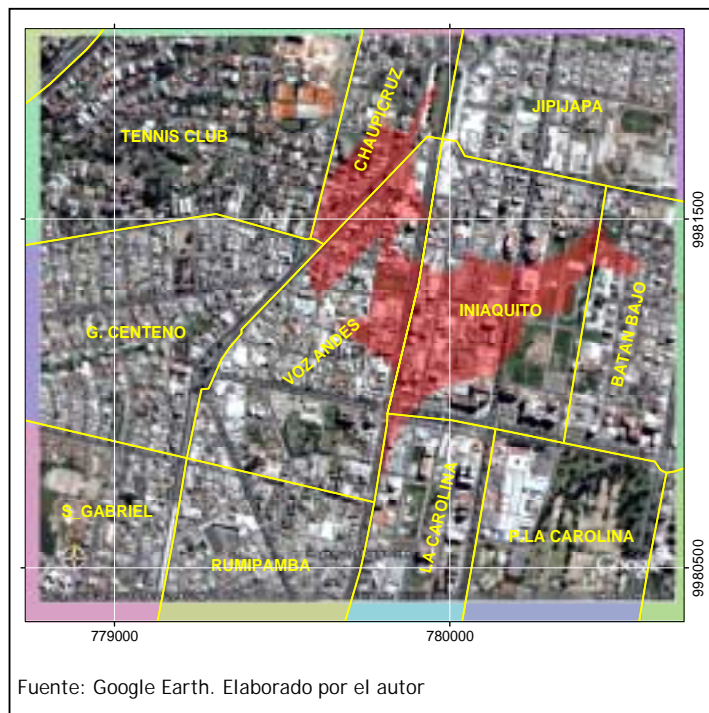 CHAUPICRUZ
JIPIJAPA
TENNIS CLUB
9981500
INIAQUITO
G. CENTENO
BATAN BAJO
VOZ ANDES
S_GABRIEL
LA CAROLINA
P.LA CAROLINA
RUMIPAMBA
9980500
779000
780000
Fuente: Google Earth. Elaborado por el autor